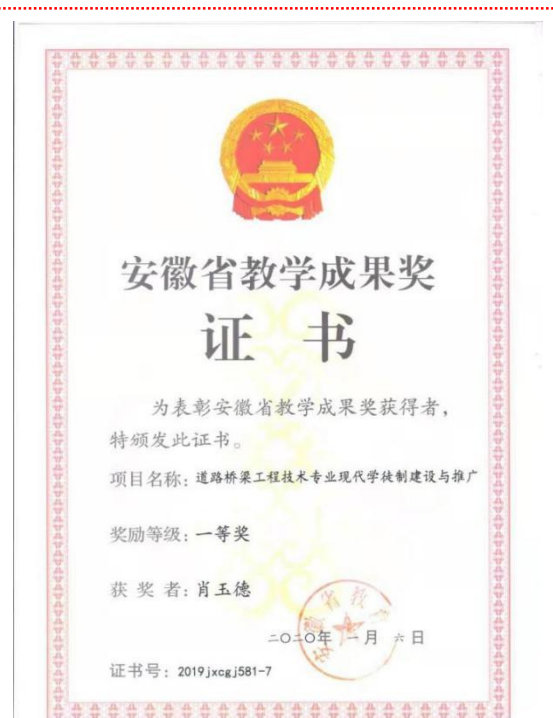 安徽省教学成果奖
证 书
为表彰安徽省教学成果奖获得者，
特颁发此证书。
项目名称：道路桥梁工程技术专业现代学徒制建设与推广
奖励等级：一等奖
获 奖 者：肖玉德
安徽省教
二〇二〇年 一月 六日
证书号：2019jxcgj581-7